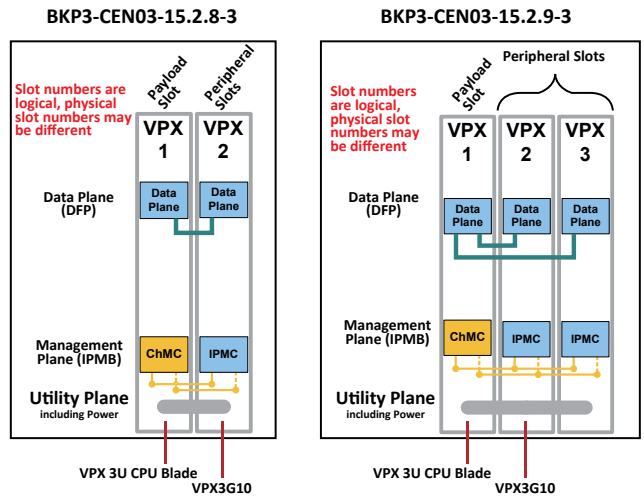 BKP3-CEN03-15.2.8-3
Slot numbers are
logical, physical
slot numbers may
be different
Payload
Slot
Peripheral
Slots
VPX
1
VPX
2
Data Plane
(DFP)
Data
Plane
Data
Plane
Management
Plane (IPMB)
ChMC
IPMC
Utility Plane
including Power
VPX 3U CPU Blade
VPX3G10
BKP3-CEN03-15.2.9-3
Slot numbers
are logical,
physical slot
numbers may
be different
Payload
Slot
Peripheral Slots
VPX
1
VPX
2
VPX
3
Data Plane
(DFP)
Data
Plane
Data
Plane
Data
Plane
Management
Plane (IPMB)
ChMC
IPMC
IPMC
Utility Plane
including Power
VPX 3U CPU Blade
VPX3G10